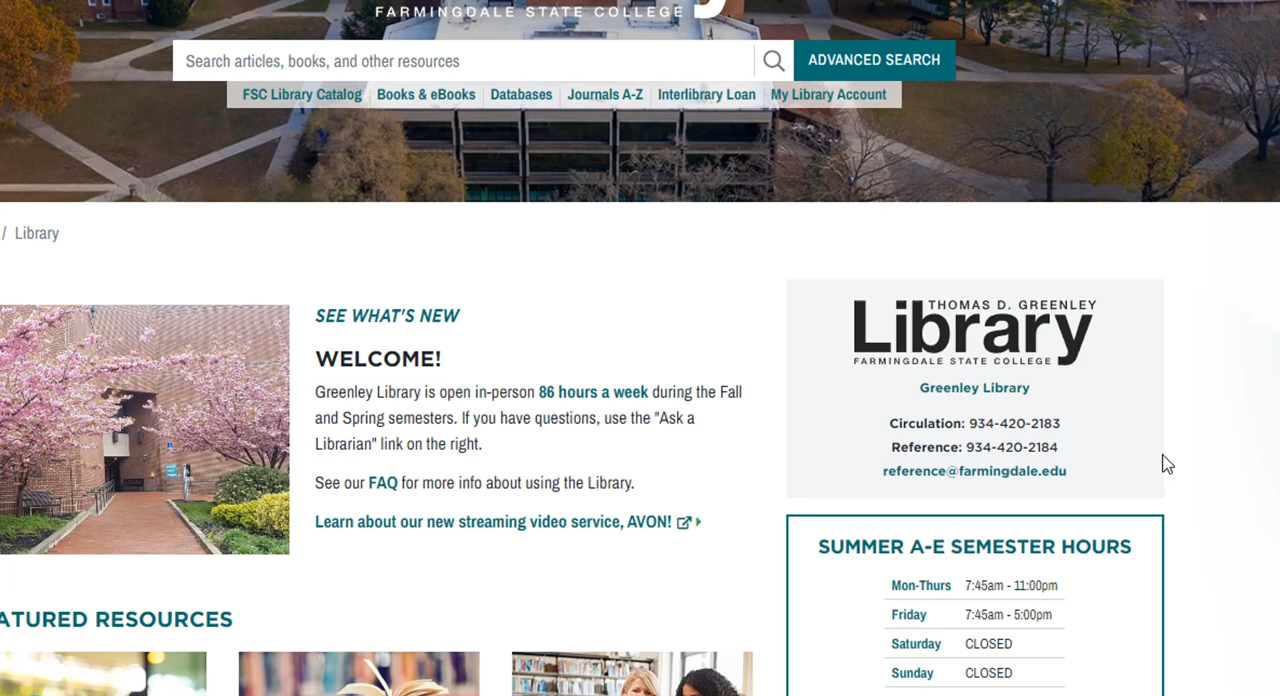 FARMINGDALE STATE COLLEGE
Search articles, books, and other resources
ADVANCED SEARCH
FSC Library Catalog
Books & eBooks
Databases
Journals A-Z
Interlibrary Loan
My Library Account
/ Library
SEE WHAT'S NEW
WELCOME!
Greenley Library is open in-person 86 hours a week during the Fall
and Spring semesters. If you have questions, use the "Ask a
Librarian" link on the right.
See our FAQ for more info about using the Library.
Learn about our new streaming video service, AVON!
ATURED RESOURCES
THOMAS D. GREENLEY
Library
FARMINGDALE STATE COLLEGE
Greenley Library
Circulation: 934-420-2183
Reference: 934-420-2184
reference@farmingdale.edu
SUMMER A-E SEMESTER HOURS
Mon-Thurs 7:45am - 11:00pm
Friday 7:45am - 5:00pm
Saturday CLOSED
Sunday CLOSED